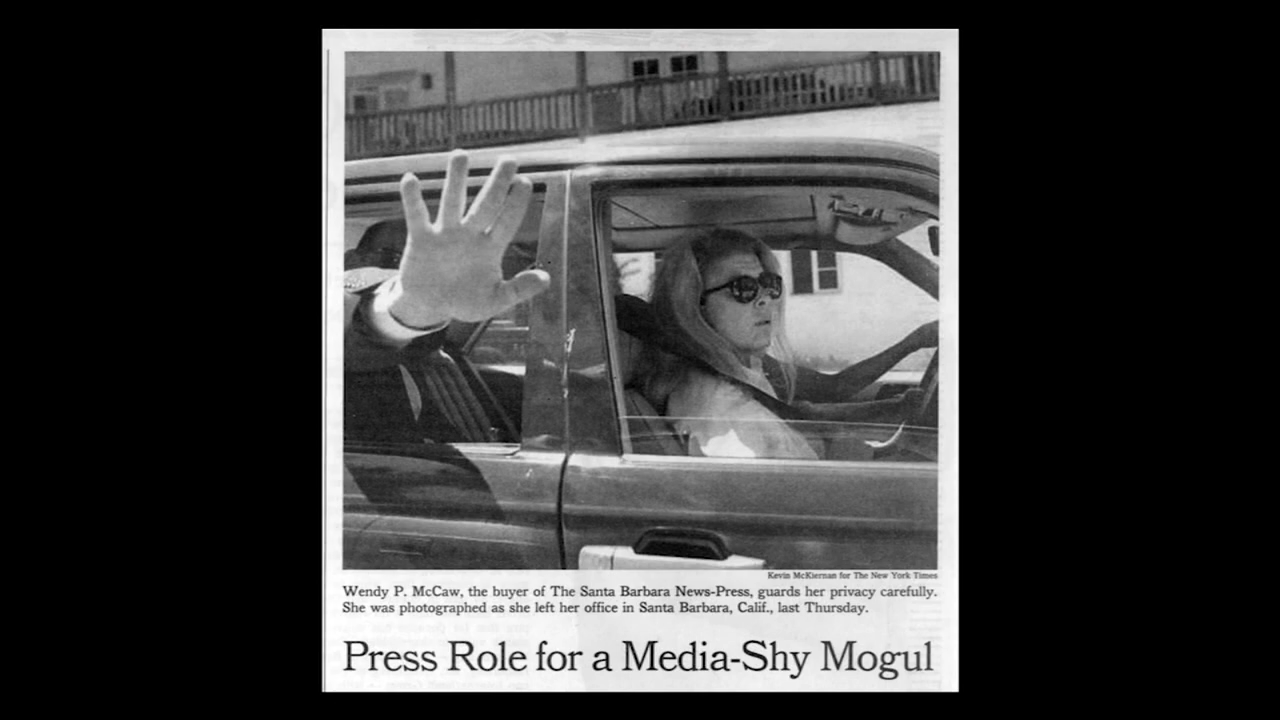 Kevin McKiernan for The New York Times
Wendy P. McCaw, the buyer of The Santa Barbara News-Press, guards her privacy carefully.
She was photographed as she left her office in Santa Barbara, Calif., last Thursday.
Press Role for a Media-Shy Mogul